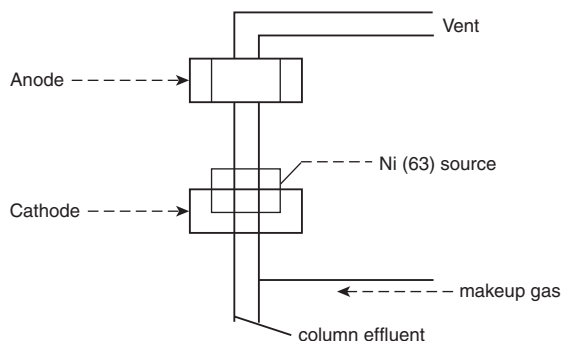 Vent
Anode
Ni (63) source
Cathode
makeup gas
column effluent